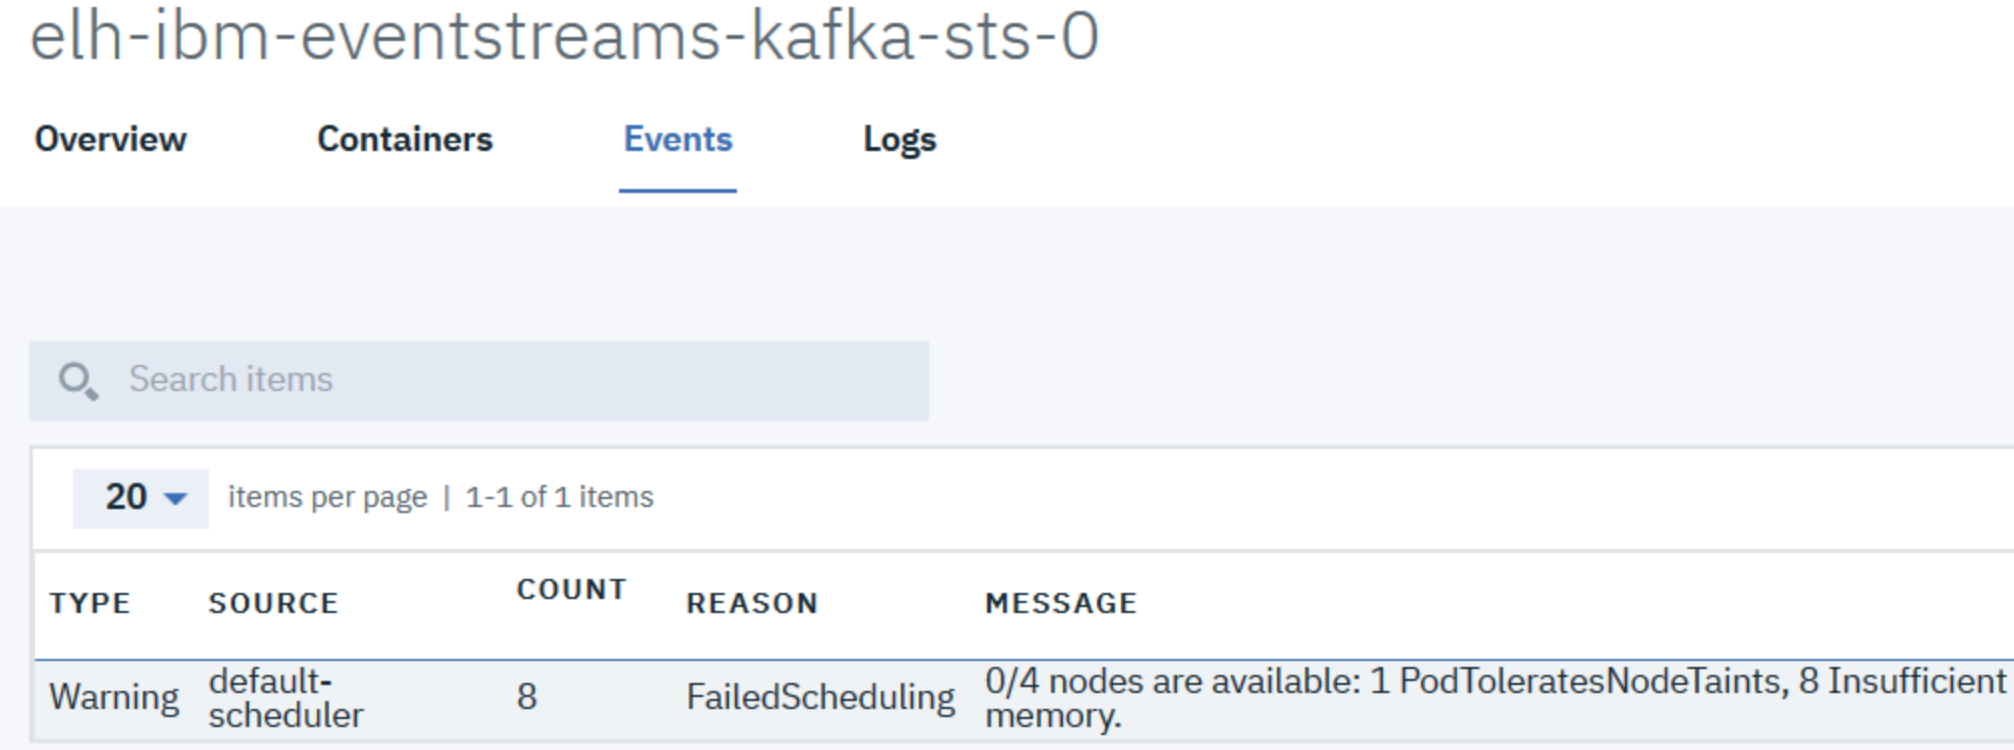 elh-ibm-eventstreams-kafka-sts-0
Overview Containers Events Logs
Search items
20 items per page | 1-1 of 1 items
TYPE SOURCE COUNT REASON MESSAGE
Warning default-scheduler 8 FailedScheduling 0/4 nodes are available: 1 PodToleratesNodeTaints, 8 Insufficient
memory.